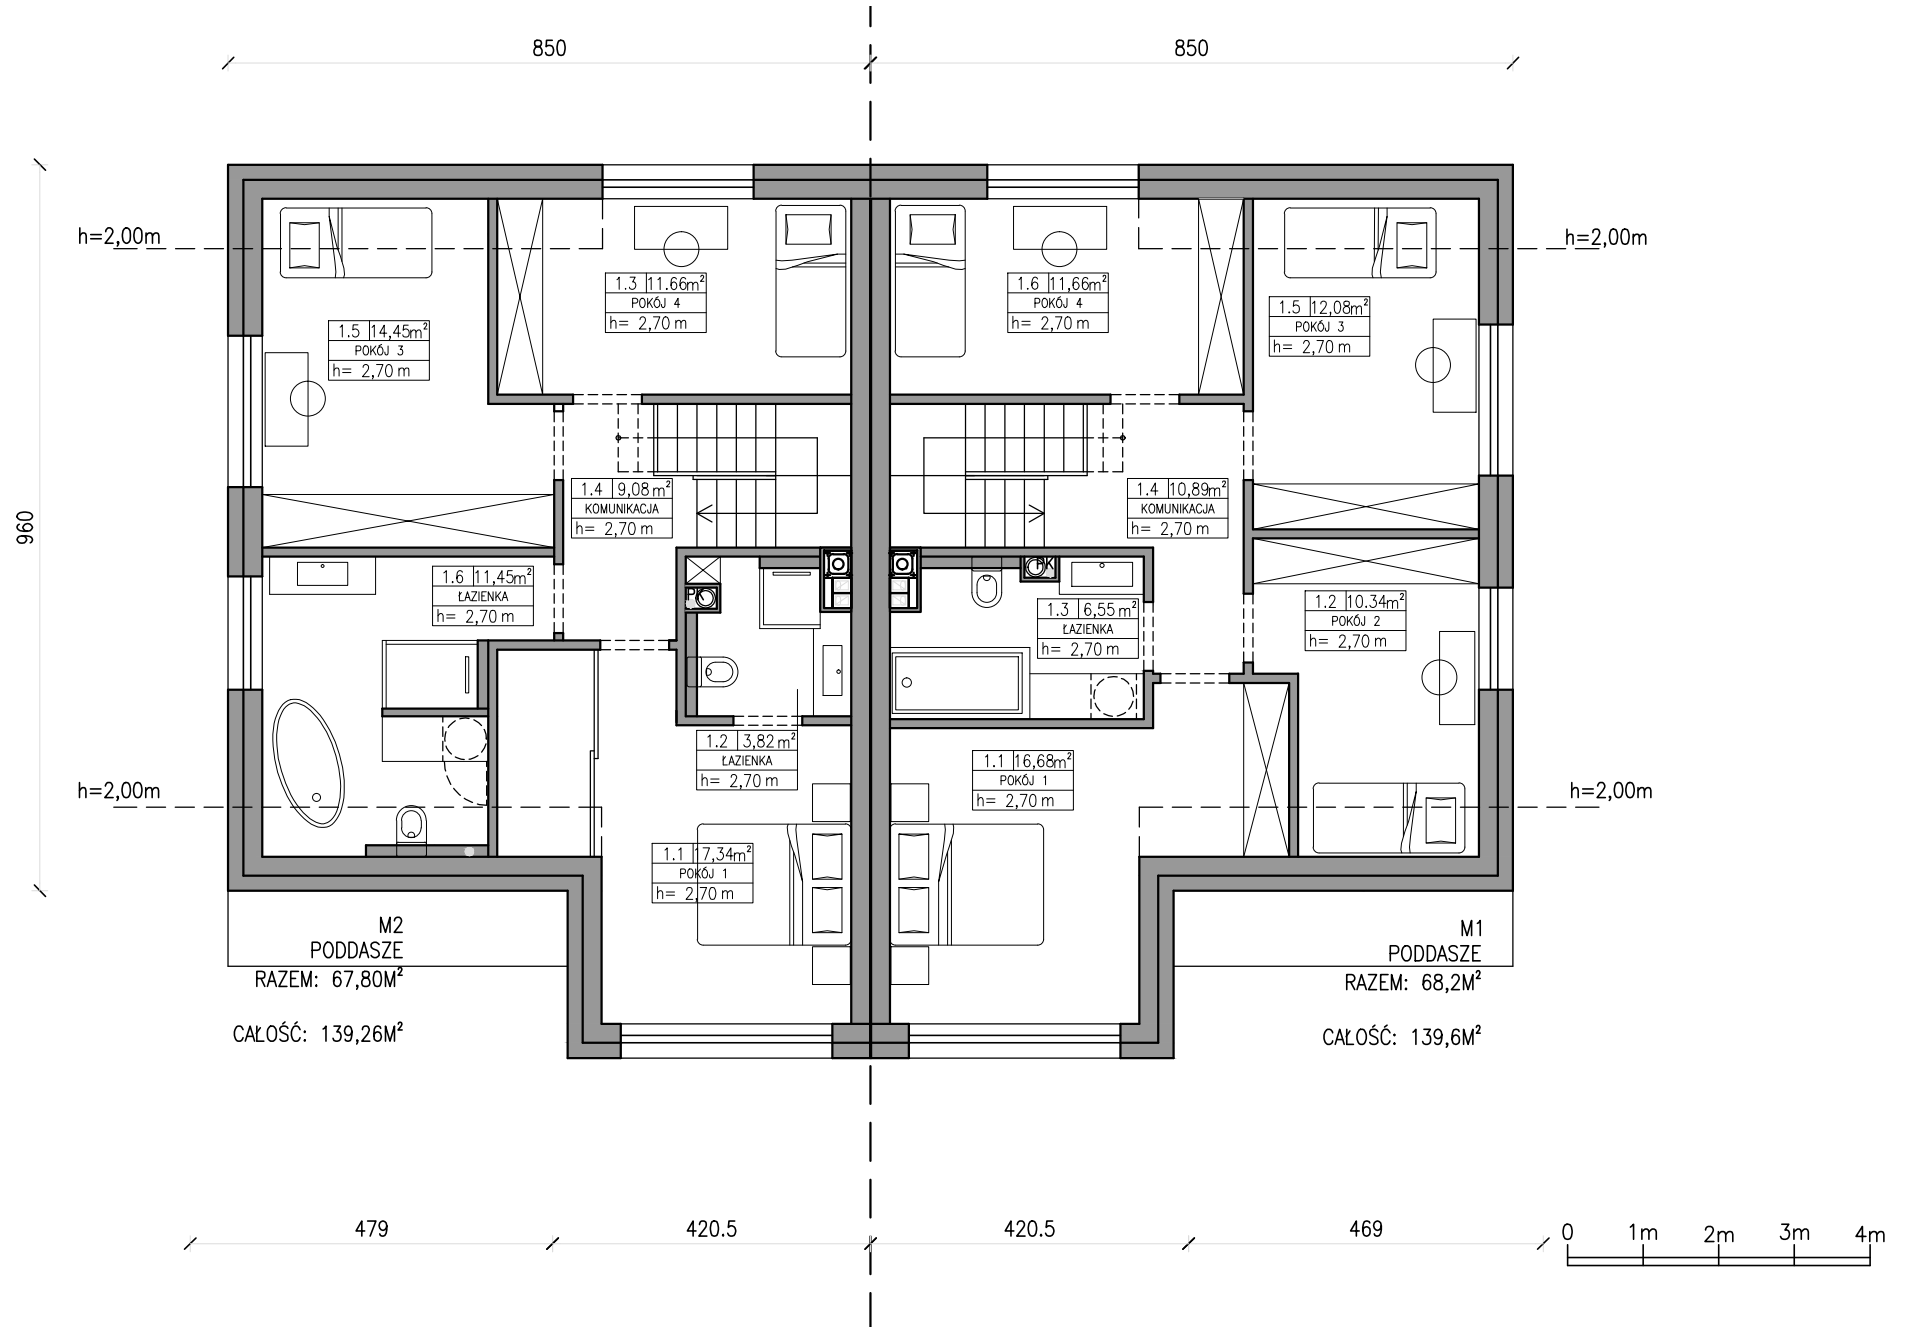 850
850
960
h=2,00m
h=2,00m
1.3 11.66m²
POKÓJ 4
h= 2,70 m
1.6 11,66m²
POKÓJ 4
h= 2,70 m
1.5 12,08m²
POKÓJ 3
h= 2,70 m
1.5 14,45m²
POKÓJ 3
h= 2,70 m
1.4 9,08m²
KOMUNIKACJA
h= 2,70 m
1.4 10,89m²
KOMUNIKACJA
h= 2,70 m
1.6 11,45m²
ŁAZIENKA
h= 2,70 m
PK
PK
1.3 6,55m²
ŁAZIENKA
h= 2,70 m
1.2 10.34m²
POKÓJ 2
h= 2,70 m
1.2 3,82m²
ŁAZIENKA
h= 2,70 m
1.1 16,68m²
POKÓJ 1
h= 2,70 m
h=2,00m
h=2,00m
1.1 17,34m²
POKÓJ 1
h= 2,70 m
M2
PODDASZE
RAZEM: 67,80M²
CAŁOŚĆ: 139,26M²
M1
PODDASZE
RAZEM: 68,2M²
CAŁOŚĆ: 139,6M²
479
420.5
420.5
469
0 1m 2m 3m 4m